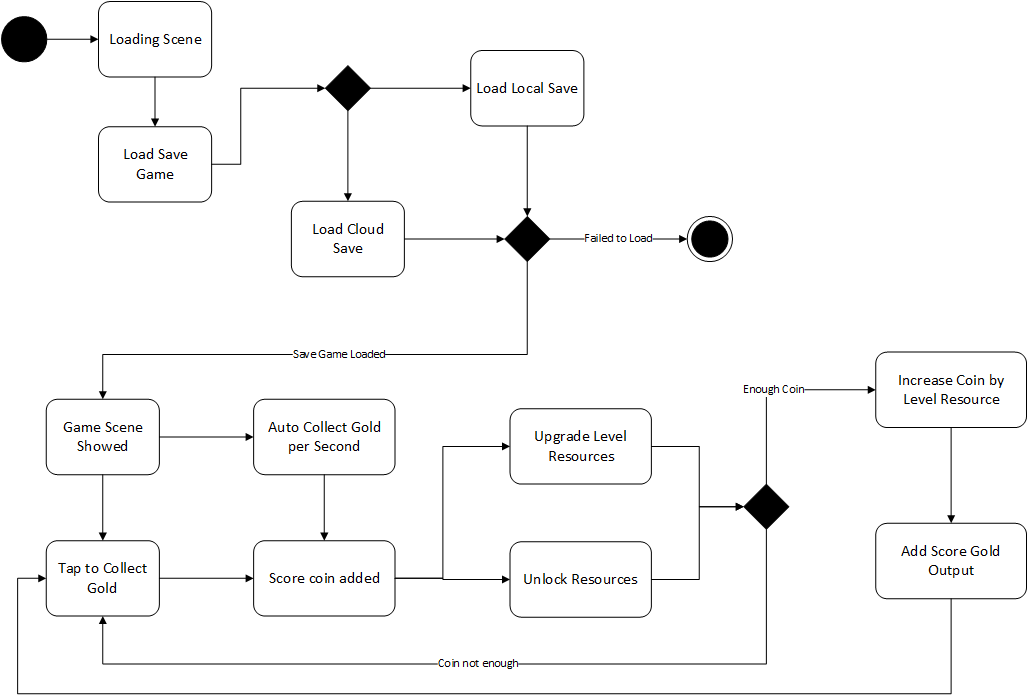 Loading Scene
Load Local Save
Load Save
Game
Load Cloud
Save
Failed to Load
Save Game Loaded
Enough Coin
Increase Coin by
Level Resource
Game Scene
Showed
Auto Collect Gold
per Second
Upgrade Level
Resources
Tap to Collect
Gold
Score coin added
Unlock Resources
Add Score Gold
Output
Coin not enough